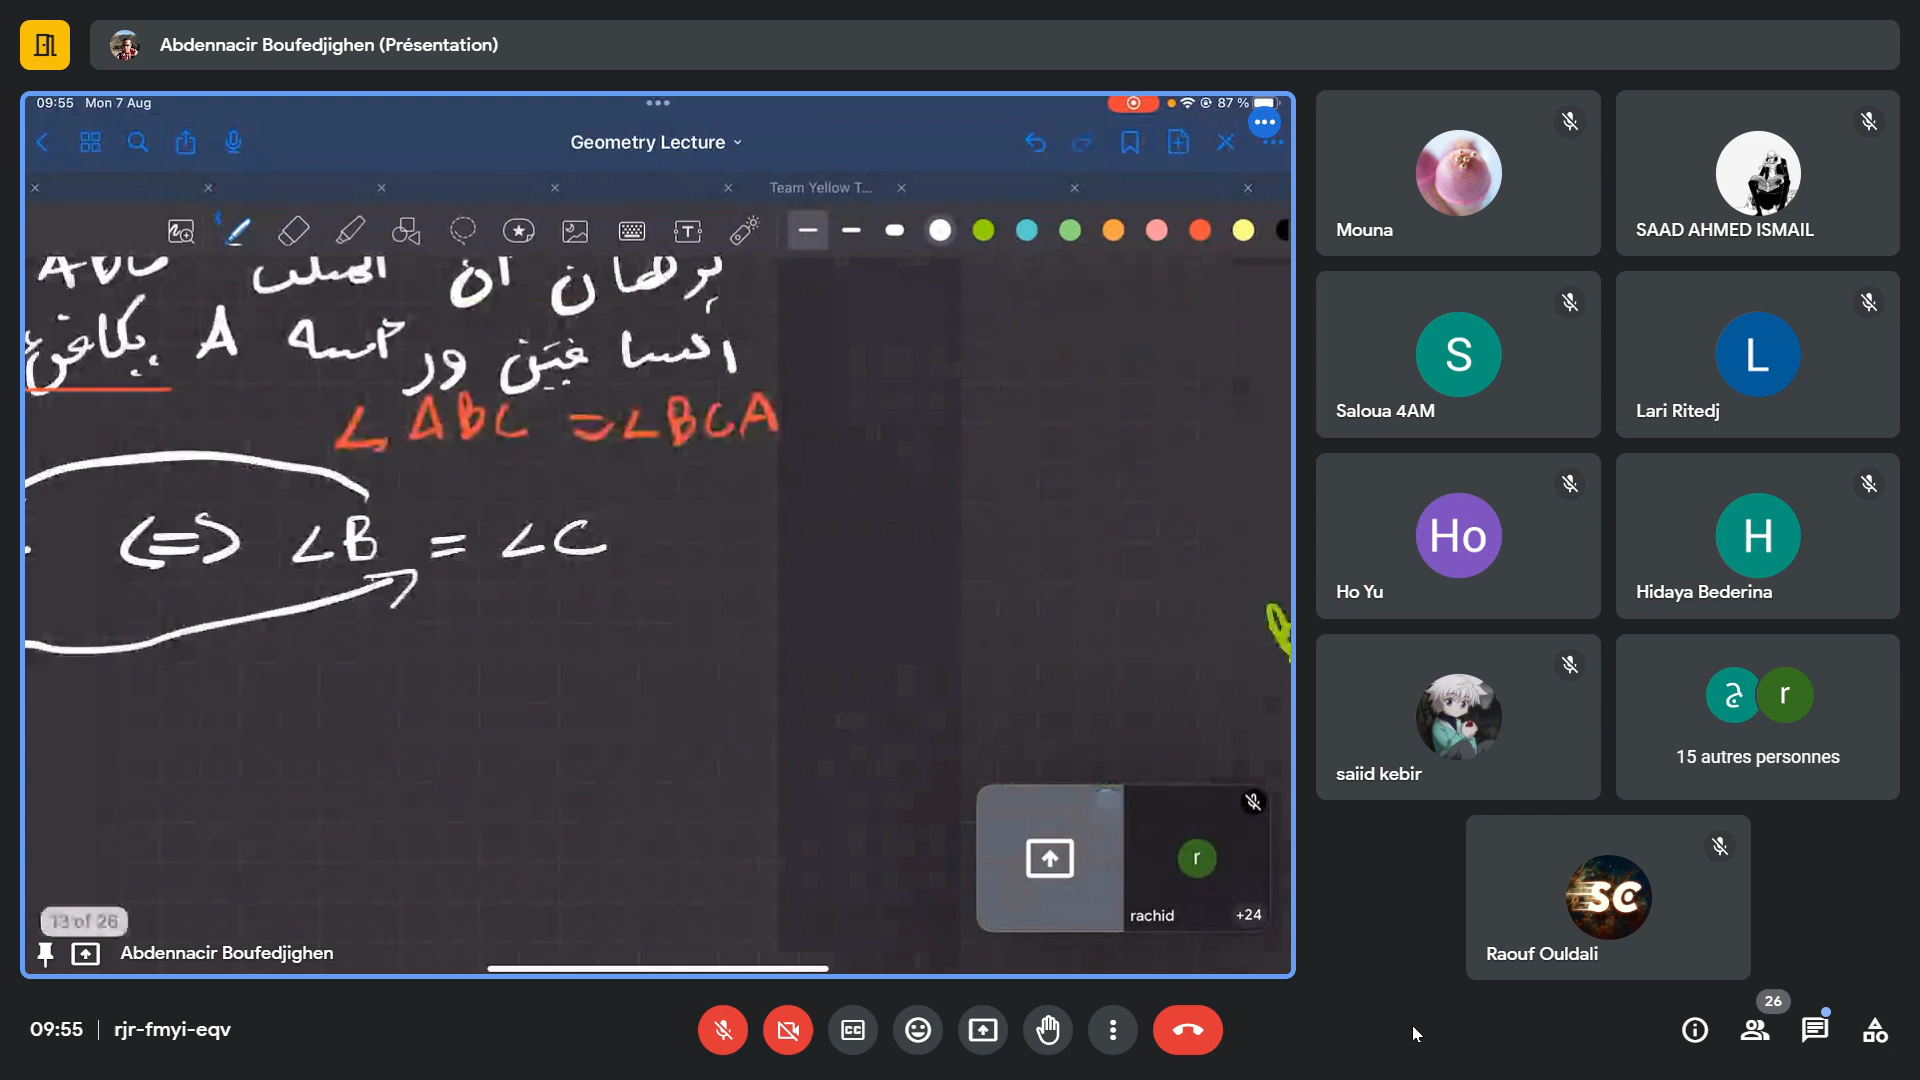 Abdennacir Boufedjighen (Présentation)
09:55 Mon 7 Aug
87 %
Geometry Lecture
Team Yellow T...
برهان أن المثلث ABC
متساوي الساقين ورأسه A يكافئ
∠ABC = ∠BCA
⟺ ∠B = ∠C
13 of 26
rachid
+24
Abdennacir Boufedjighen
Mouna
SAAD AHMED ISMAIL
S
Saloua 4AM
L
Lari Ritedj
Ho
Ho Yu
H
Hidaya Bederina
saiid kebir
r
15 autres personnes
SC
Raouf Ouldali
09:55 | rjr-fmyi-eqv
26